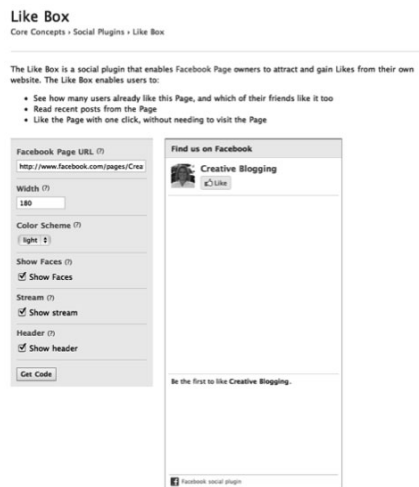 Like Box
Core Concepts › Social Plugins › Like Box
The Like Box is a social plugin that enables Facebook Page owners to attract and gain Likes from their own
website. The Like Box enables users to:
• See how many users already like this Page, and which of their friends like it too
• Read recent posts from the Page
• Like the Page with one click, without needing to visit the Page
Facebook Page URL (?)
http://www.facebook.com/pages/Crea
Width (?)
180
Color Scheme (?)
light
Show Faces (?)
Show Faces
Stream (?)
Show stream
Header (?)
Show header
Get Code
Find us on Facebook
Creative Blogging
Like
Be the first to like Creative Blogging.
Facebook social plugin